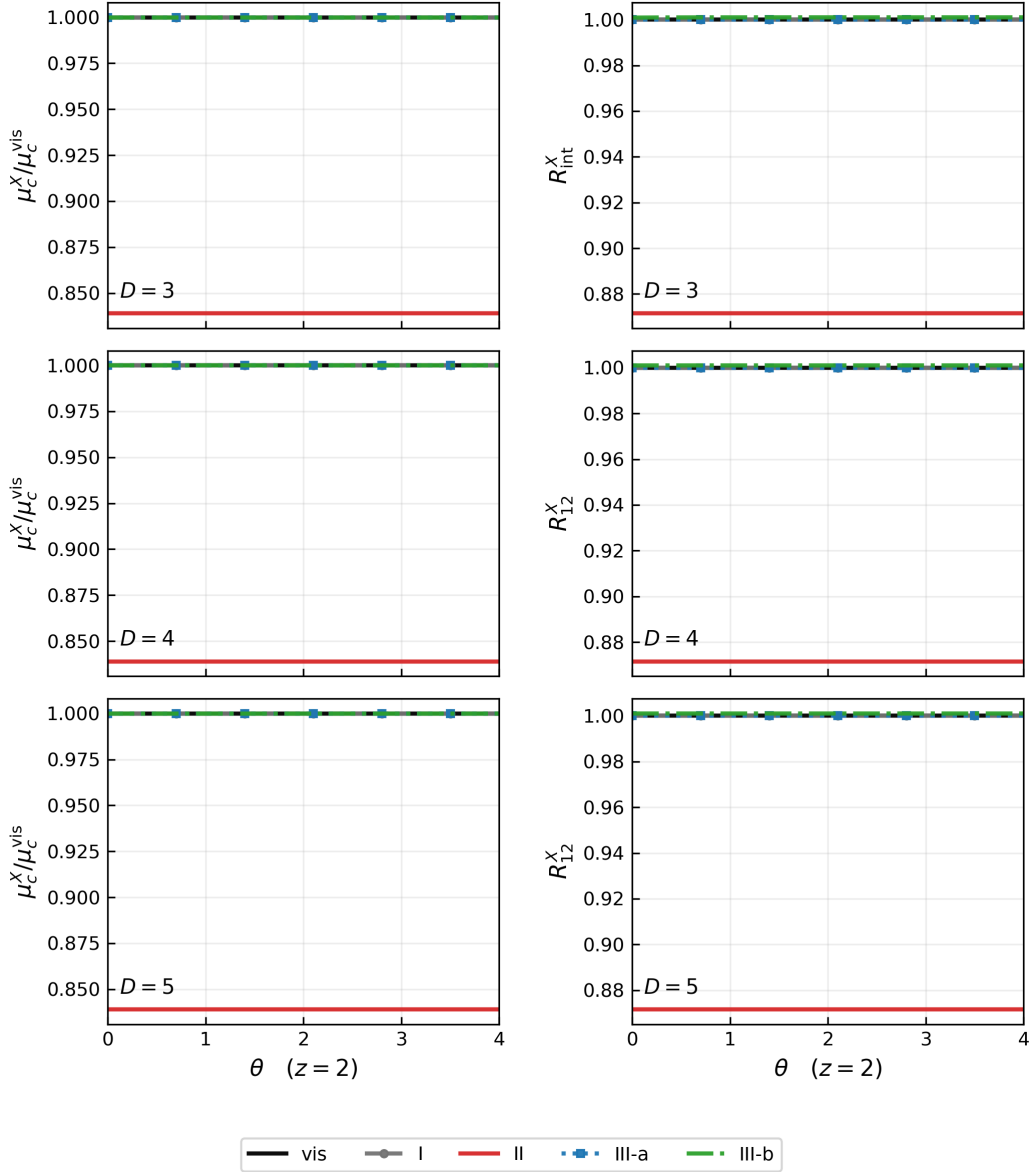 1.000
0.975
0.950
0.925
0.900
0.875
0.850
μ_c^X/μ_c^vis
D = 3
1.00
0.98
0.96
0.94
0.92
0.90
0.88
R_int^X
D = 3
1.000
0.975
0.950
0.925
0.900
0.875
0.850
μ_c^X/μ_c^vis
D = 4
1.00
0.98
0.96
0.94
0.92
0.90
0.88
R_12^X
D = 4
1.000
0.975
0.950
0.925
0.900
0.875
0.850
μ_c^X/μ_c^vis
D = 5
0 1 2 3 4
θ (z = 2)
1.00
0.98
0.96
0.94
0.92
0.90
0.88
R_12^X
D = 5
0 1 2 3 4
θ (z = 2)
vis I II III-a III-b